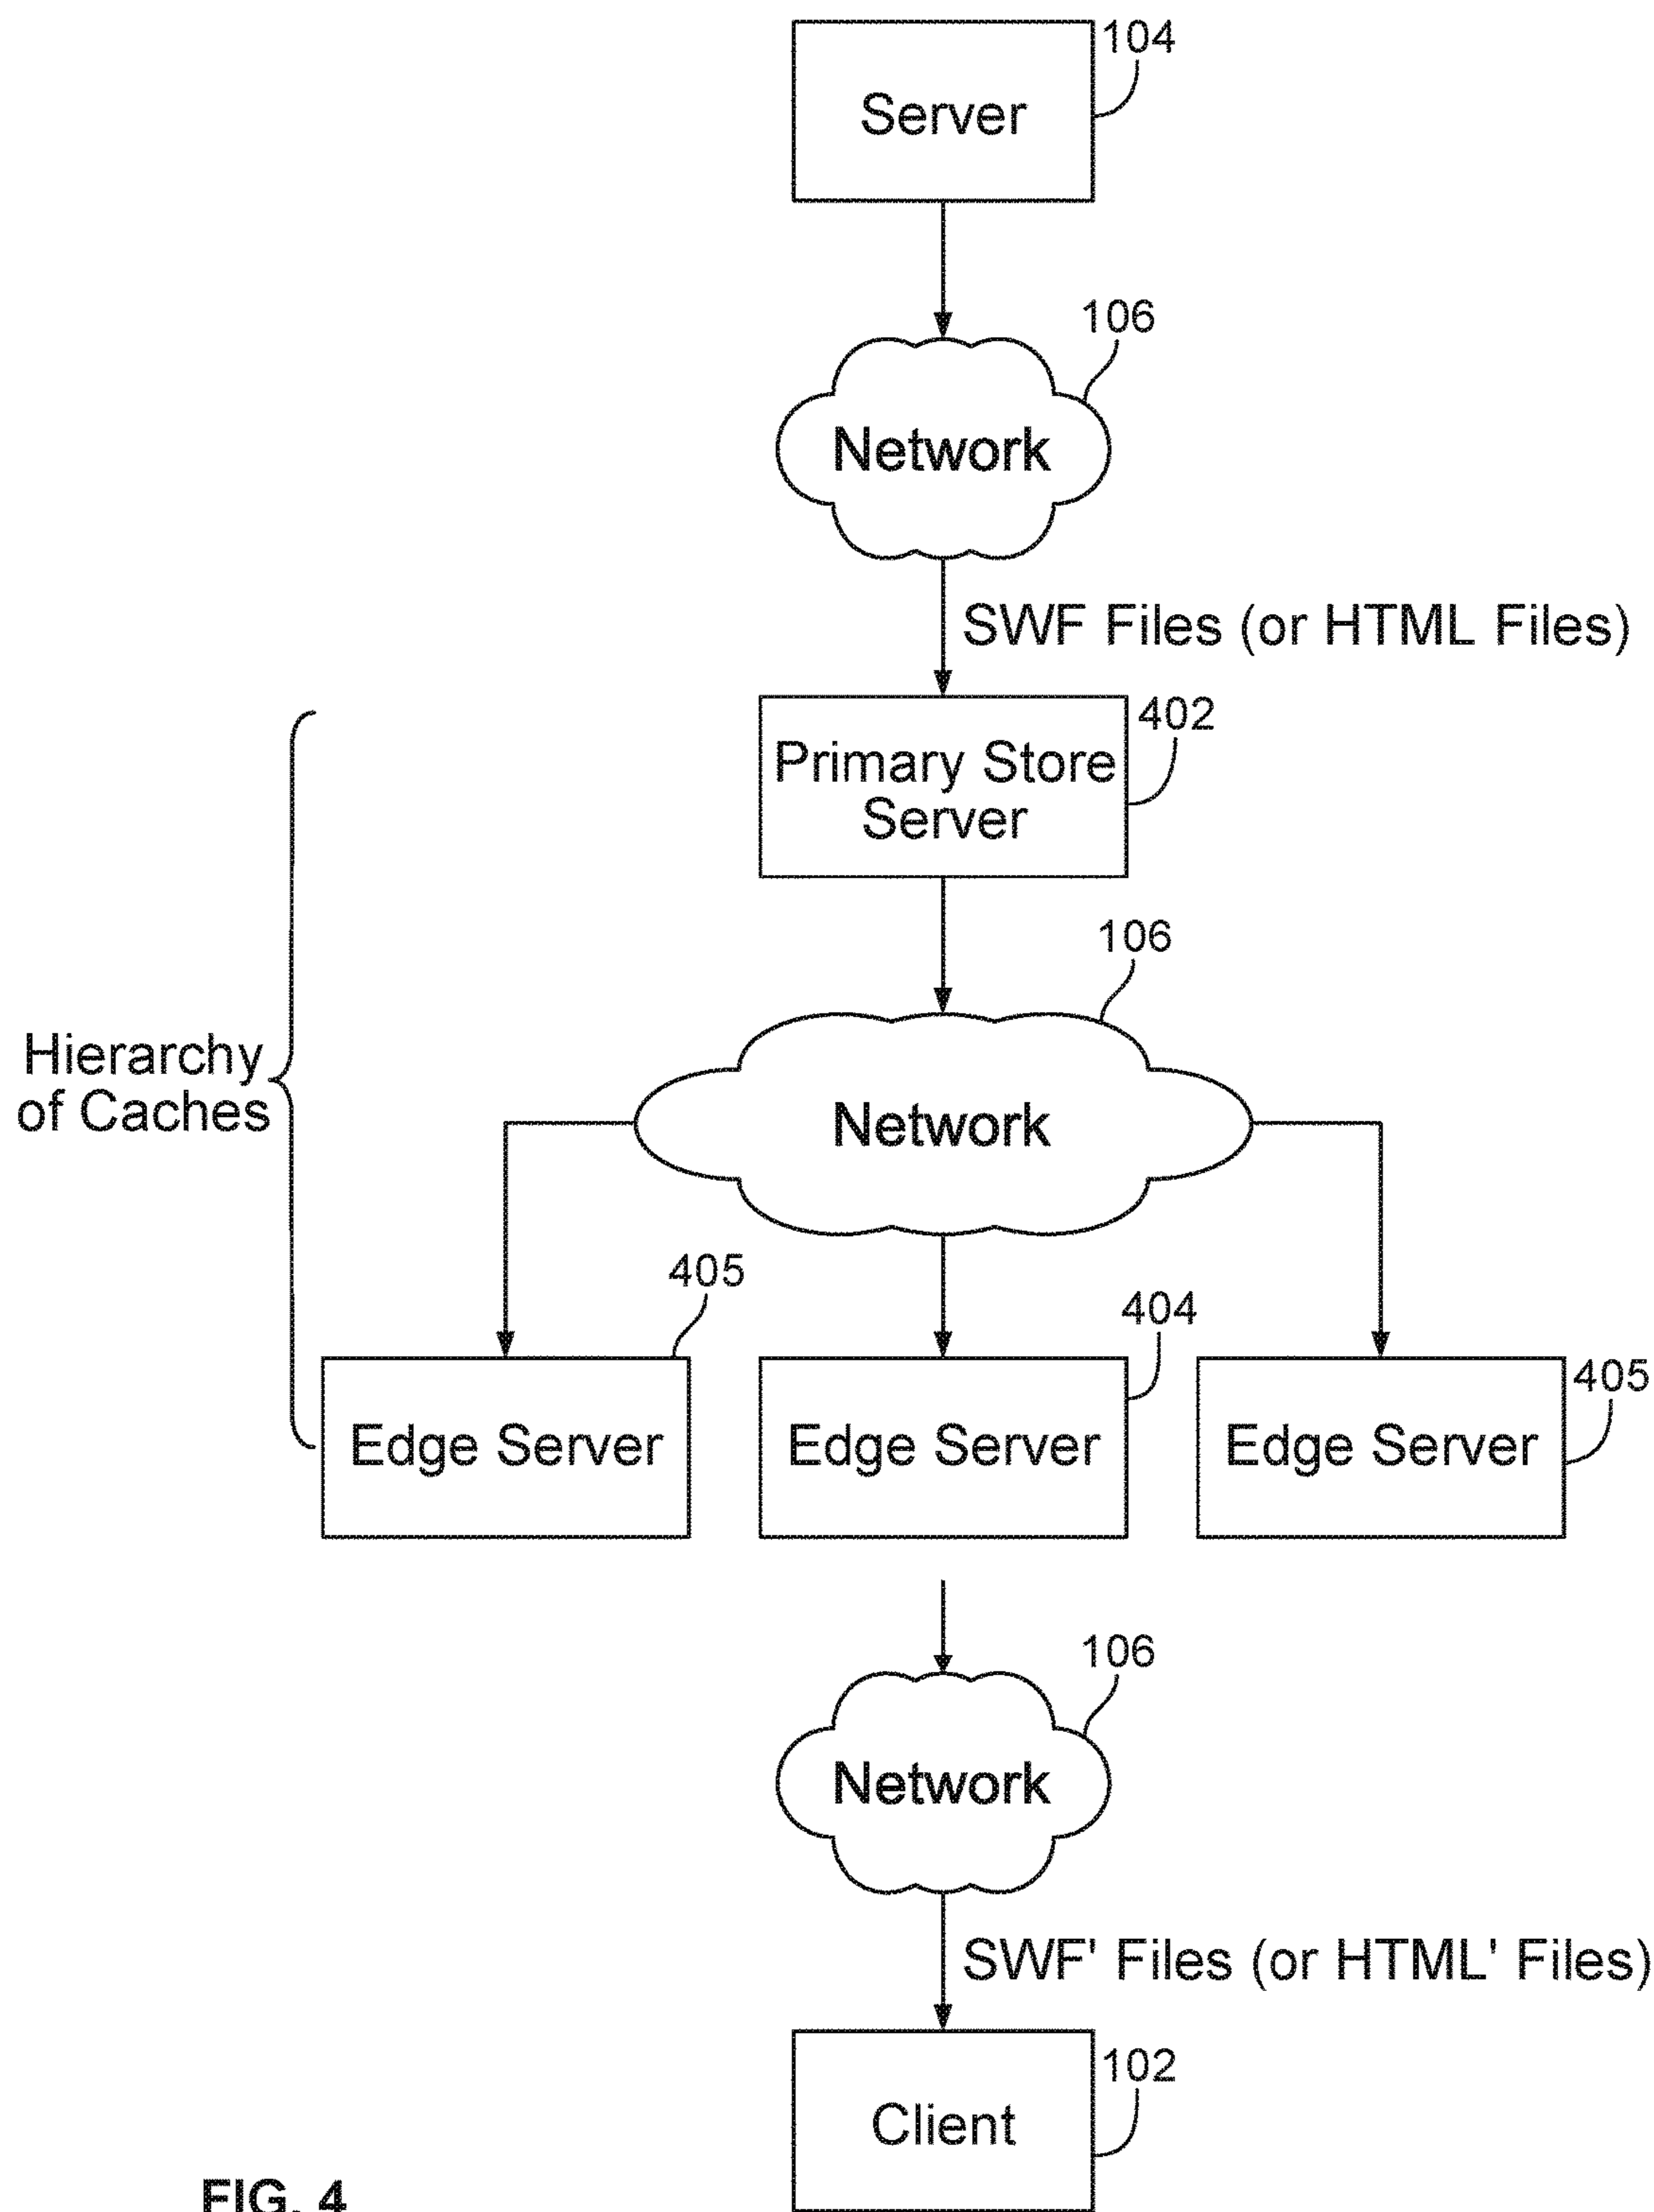 104
Server
106
Network
SWF Files (or HTML Files)
402
Primary Store
Server
106
Hierarchy
of Caches
Network
405
404
405
Edge Server
Edge Server
Edge Server
106
Network
SWF' Files (or HTML' Files)
102
Client
FIG. 4